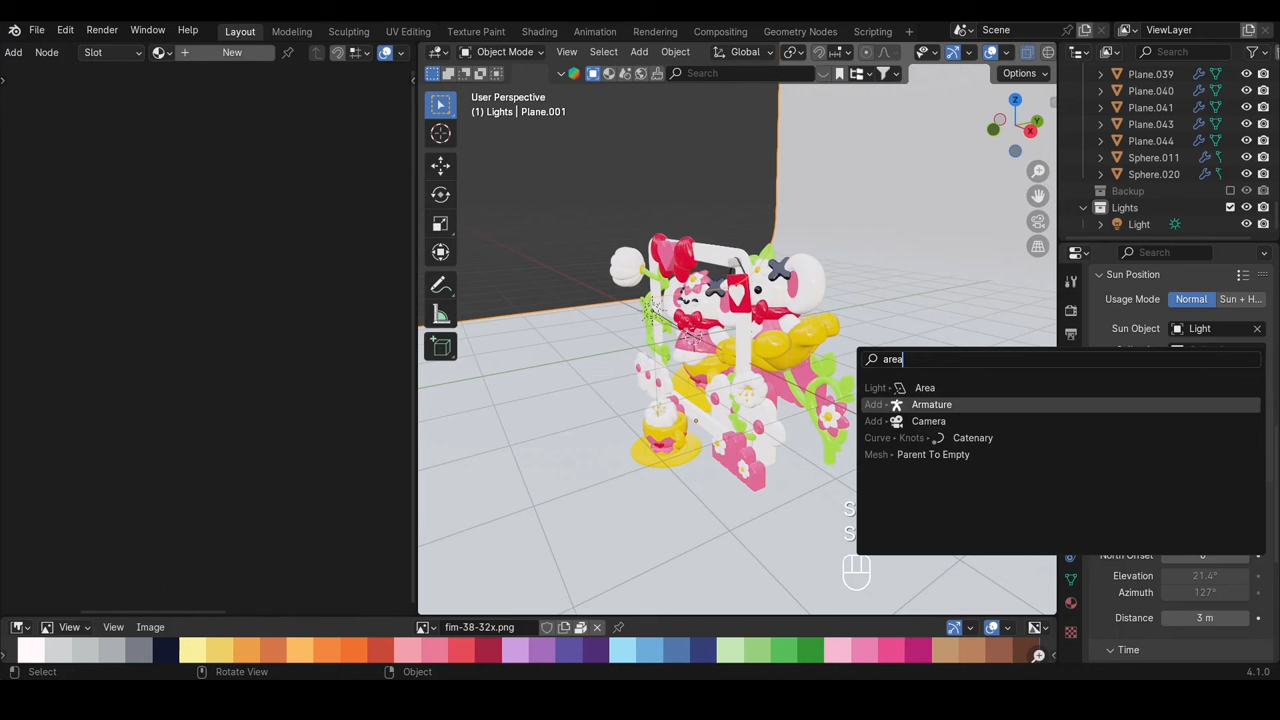 File Edit Render Window Help Layout Modeling Sculpting UV Editing Texture Paint Shading Animation Rendering Compositing Geometry Nodes Scripting Scene ViewLayer
Add Node Slot New Object Mode View Select Add Object Global Search
Search Options
User Perspective
(1) Lights | Plane.001
Z
Y
X
Plane.039
Plane.040
Plane.041
Plane.043
Plane.044
Sphere.011
Sphere.020
Backup
Lights
Light
Search
Sun Position
Usage Mode Normal Sun + H...
Sun Object Light
area
Light Area
Add Armature
Add Camera
Curve Knots Catenary
Mesh Parent To Empty
S
S
Elevation 21.4°
Azimuth 127°
Distance 3 m
Time
View View Image fim-38-32x.png
Select Rotate View Object 4.1.0